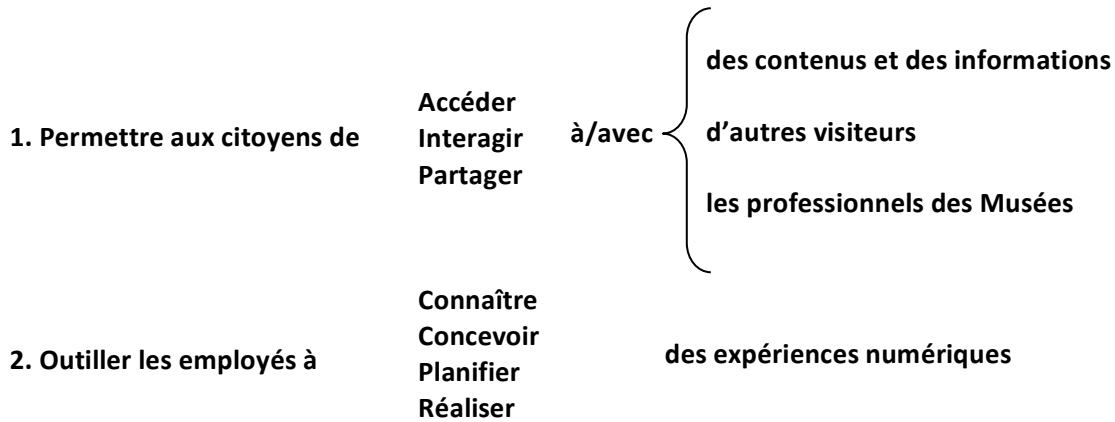 1. Permettre aux citoyens de
Accéder
Interagir
Partager
à/avec
des contenus et des informations
d’autres visiteurs
les professionnels des Musées
2. Outiller les employés à
Connaître
Concevoir
Planifier
Réaliser
des expériences numériques